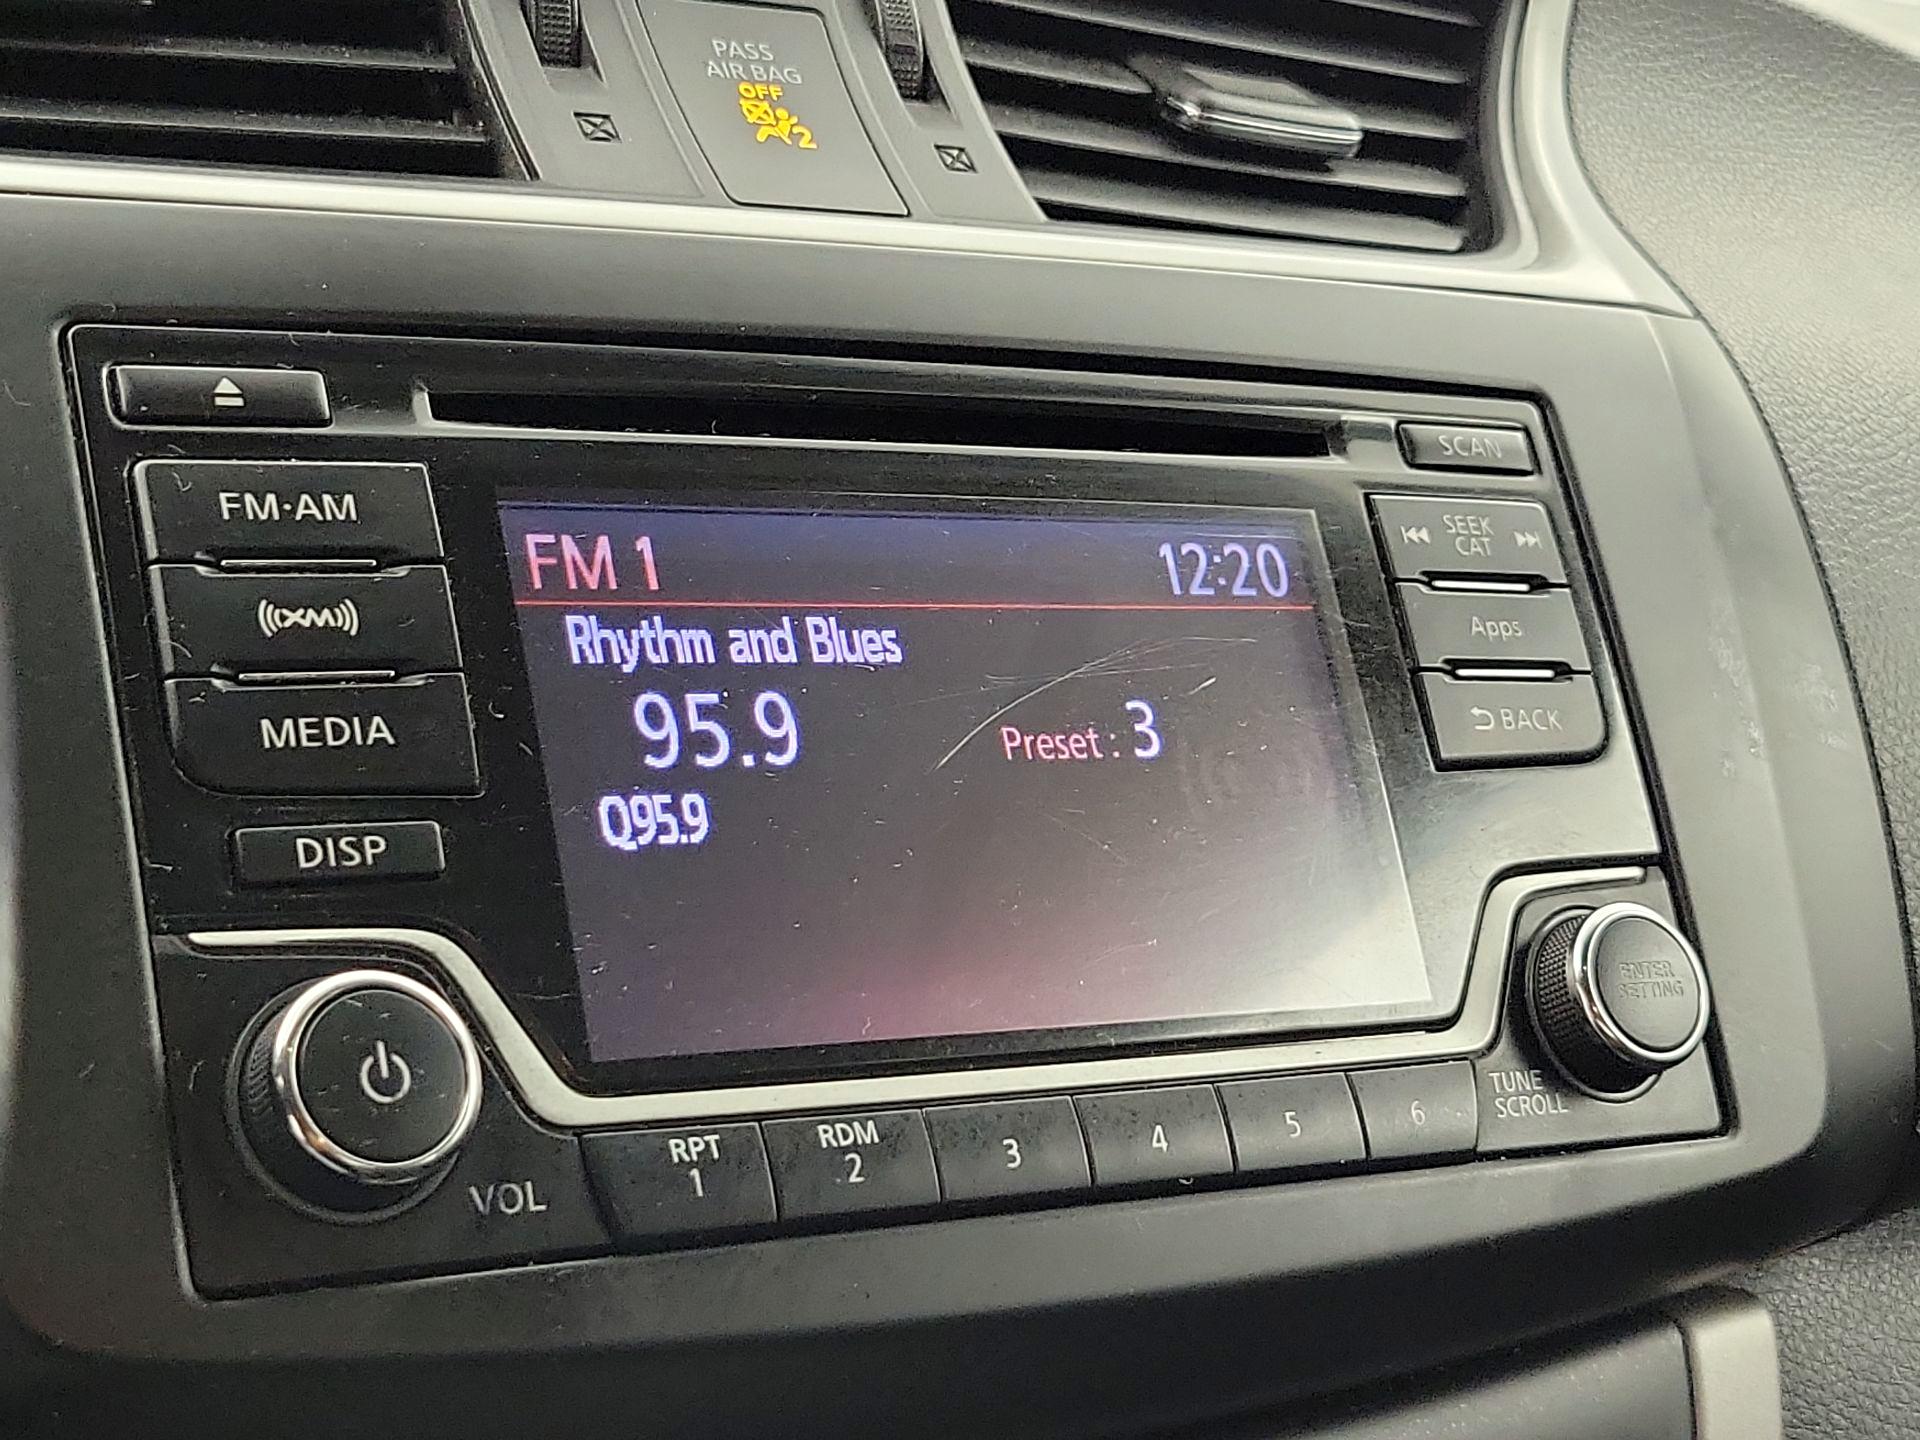 PASS
AIR BAG
OFF
2
SCAN
FM·AM
SEEK
CAT
XM
Apps
MEDIA
BACK
DISP
FM 1 12:20
Rhythm and Blues
95.9 Preset : 3
Q95.9
ENTER
SETTING
TUNE
SCROLL
VOL
RPT
1
RDM
2
3
4
5
6